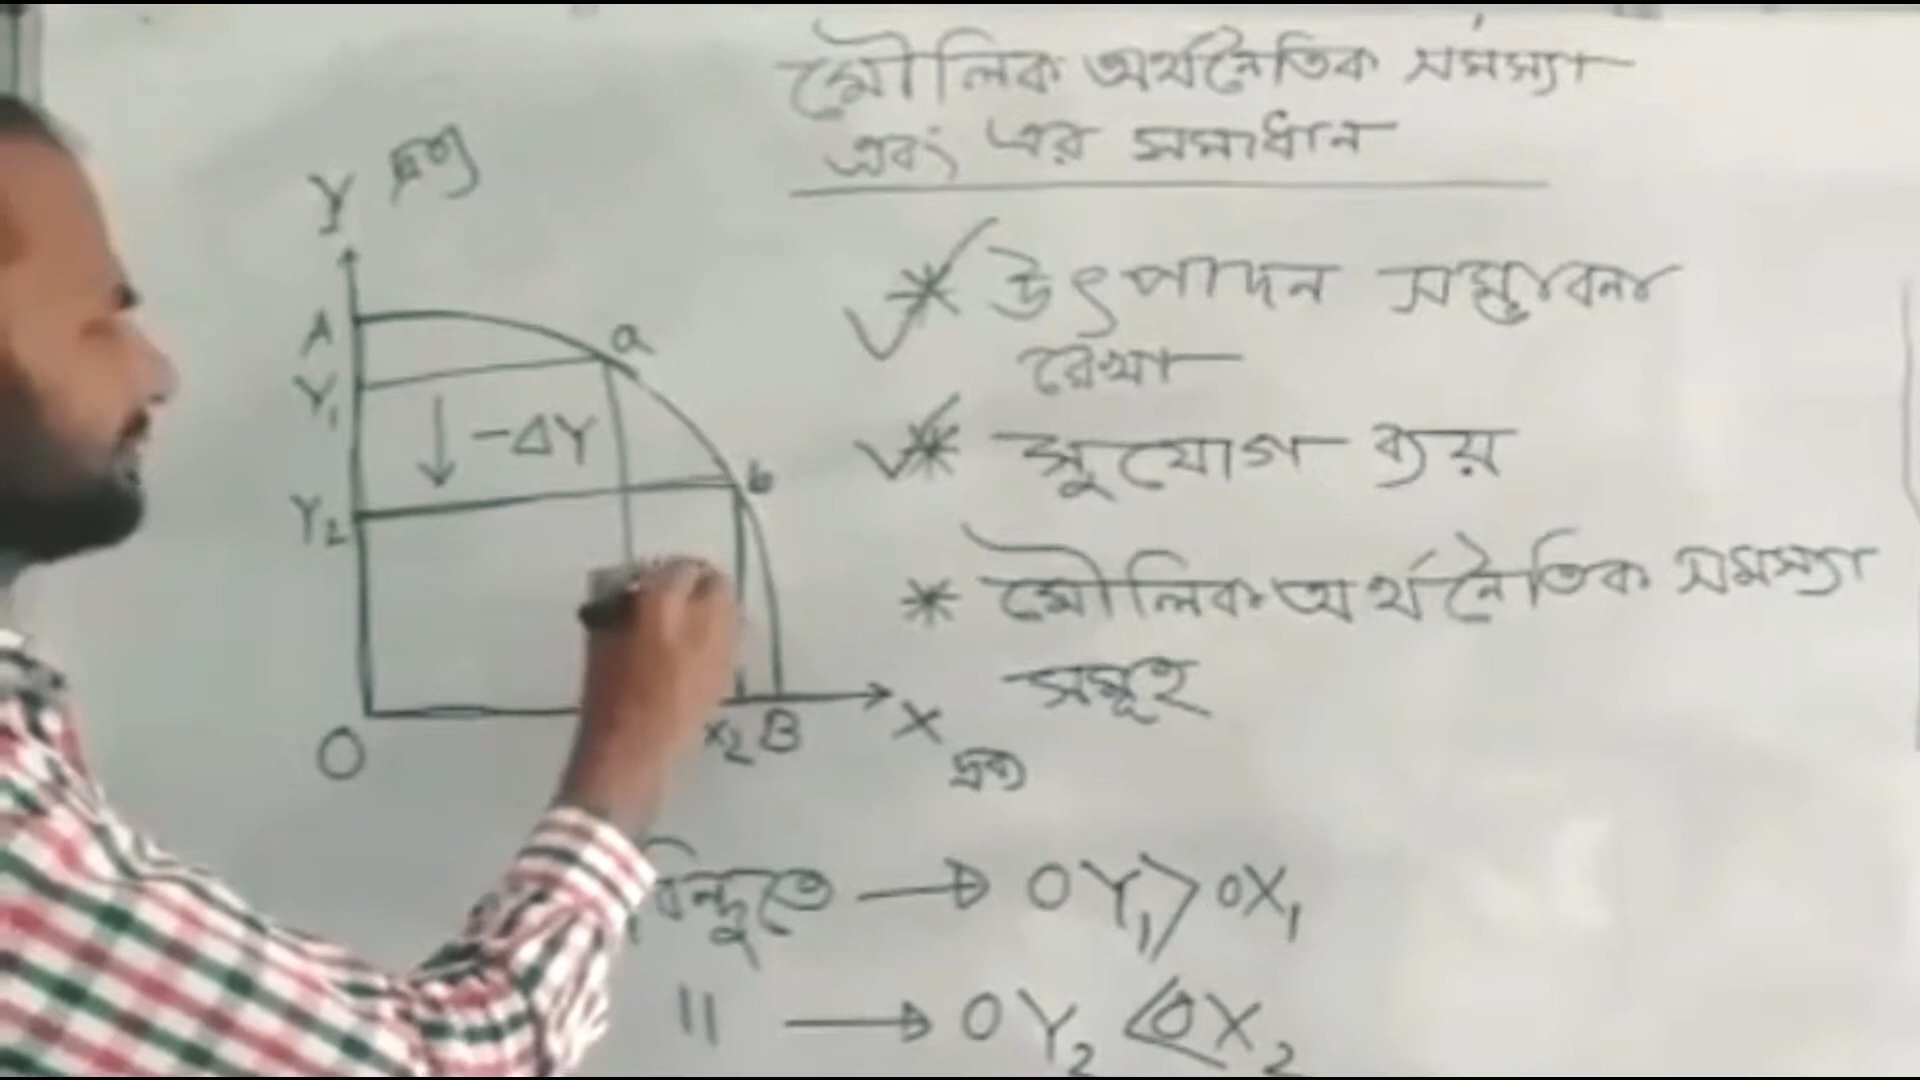 মৌলিক অর্থনৈতিক সমস্যা
এবং এর সমাধান
Y দ্রব্য
* উৎপাদন সম্ভাবনা
রেখা
A
a
Y₁
-ΔY
* সুযোগ ব্যয়
b
Y₂
* মৌলিক অর্থনৈতিক সমস্যা
সমূহ
O
X₂ B X
দ্রব্য
বিন্দুতে → OY₁ > OX₁
" → OY₂ < OX₂